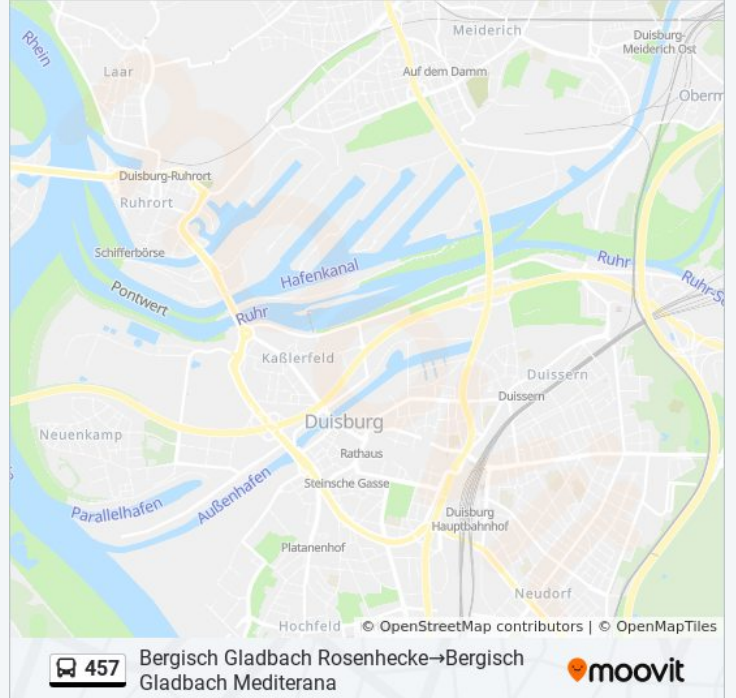 Rhein
Meiderich
Duisburg-
Meiderich Ost
Laar
Auf dem Damm
Oberm
Duisburg-Ruhrort
Ruhrort
Schifferbörse
Hafenkanal
Ruhr
Ruhr-S
Pontwert
Ruhr
Kaßlerfeld
Duissern
Duissern
Duisburg
Neuenkamp
Rathaus
Steinsche Gasse
Außenhafen
Parallelhafen
Duisburg
Hauptbahnhof
Platanenhof
Neudorf
Hochfeld
© OpenStreetMap contributors | © OpenMapTiles
457
Bergisch Gladbach Rosenhecke→Bergisch
Gladbach Mediterana
moovit